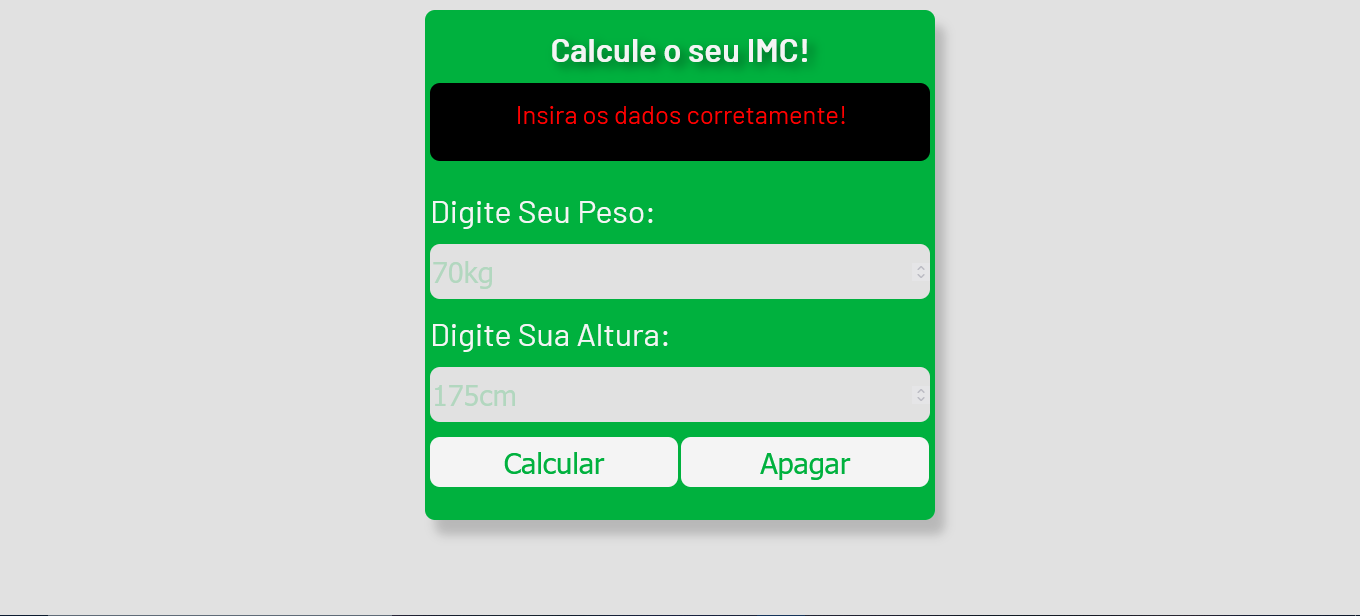 Calcule o seu IMC!
Insira os dados corretamente!
Digite Seu Peso:
70kg
Digite Sua Altura:
175cm
Calcular
Apagar